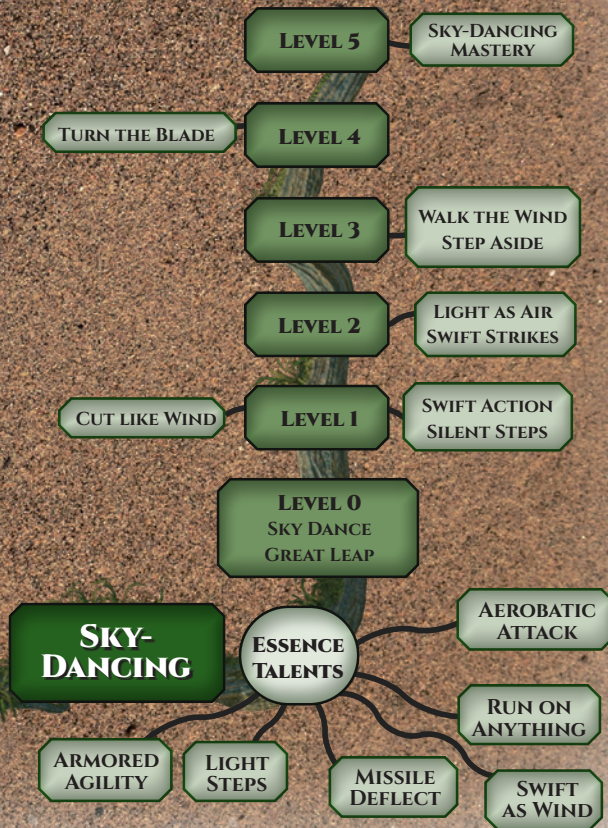 Level 5
Sky-Dancing
Mastery
Turn the Blade
Level 4
Level 3
Walk the Wind
Step Aside
Level 2
Light as Air
Swift Strikes
Cut like Wind
Level 1
Swift Action
Silent Steps
Level 0
Sky Dance
Great Leap
Sky-
Dancing
Essence
Talents
Aerobatic
Attack
Run on
Anything
Armored
Agility
Light
Steps
Missile
Deflect
Swift
as Wind